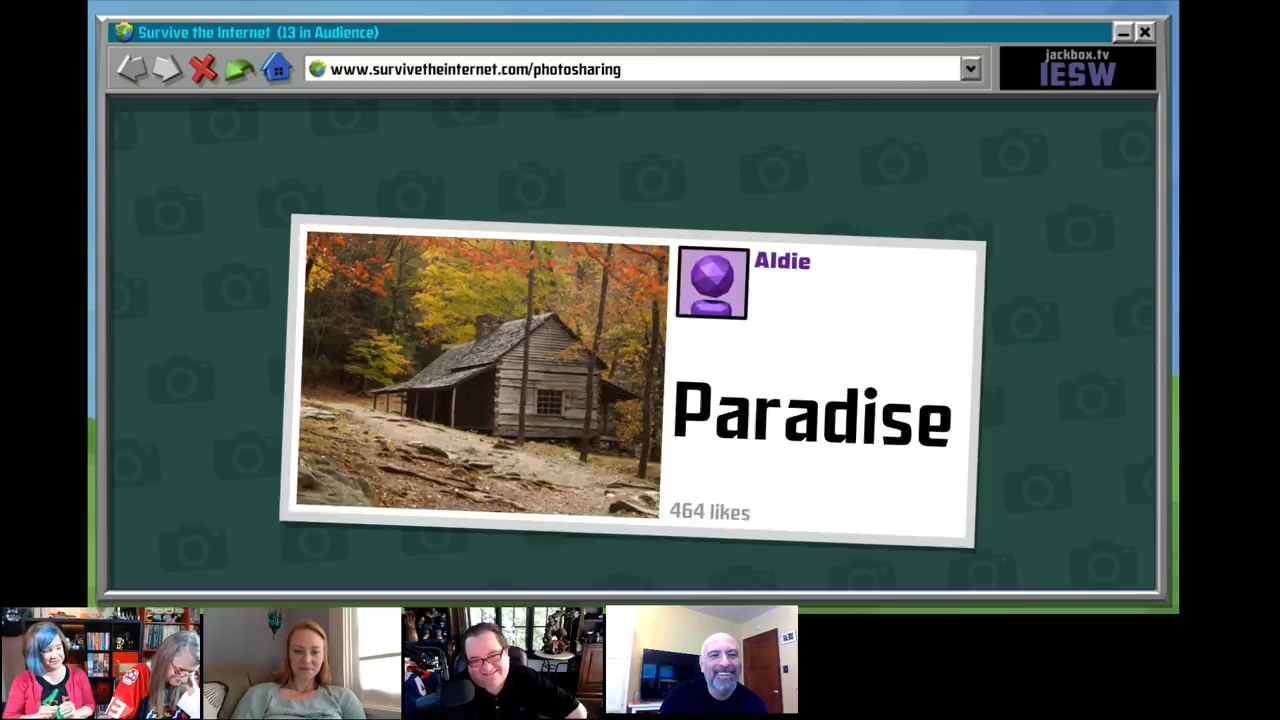 Survive the Internet (13 in Audience)
www.survivetheinternet.com/photosharing
jackbox.tv
IESW
Aldie
Paradise
464 likes